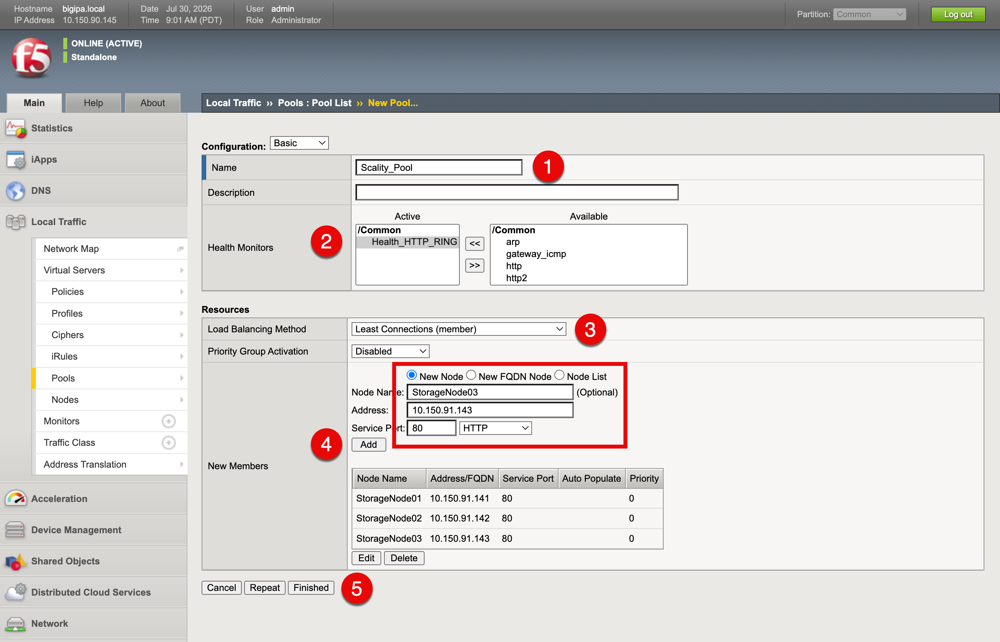 Hostname bigipa.local Date Jul 30, 2026 User admin
IP Address 10.150.90.145 Time 9:01 AM (PDT) Role Administrator
Partition: Common Log out
f5
ONLINE (ACTIVE)
Standalone
Main Help About
Local Traffic ›› Pools : Pool List ›› New Pool...
Statistics
iApps
DNS
Local Traffic
Network Map
Virtual Servers
Policies
Profiles
Ciphers
iRules
Pools
Nodes
Monitors
Traffic Class
Address Translation
Acceleration
Device Management
Shared Objects
Distributed Cloud Services
Network
Configuration: Basic
Name Scality_Pool 1
Description
Health Monitors 2
Active
/Common
Health_HTTP_RING
<<
>>
Available
/Common
arp
gateway_icmp
http
http2
Resources
Load Balancing Method Least Connections (member) 3
Priority Group Activation Disabled
New Members 4
New Node New FQDN Node Node List
Node Name: StorageNode03 (Optional)
Address: 10.150.91.143
Service Port: 80 HTTP
Add
Node Name Address/FQDN Service Port Auto Populate Priority
StorageNode01 10.150.91.141 80 0
StorageNode02 10.150.91.142 80 0
StorageNode03 10.150.91.143 80 0
Edit Delete
Cancel Repeat Finished 5